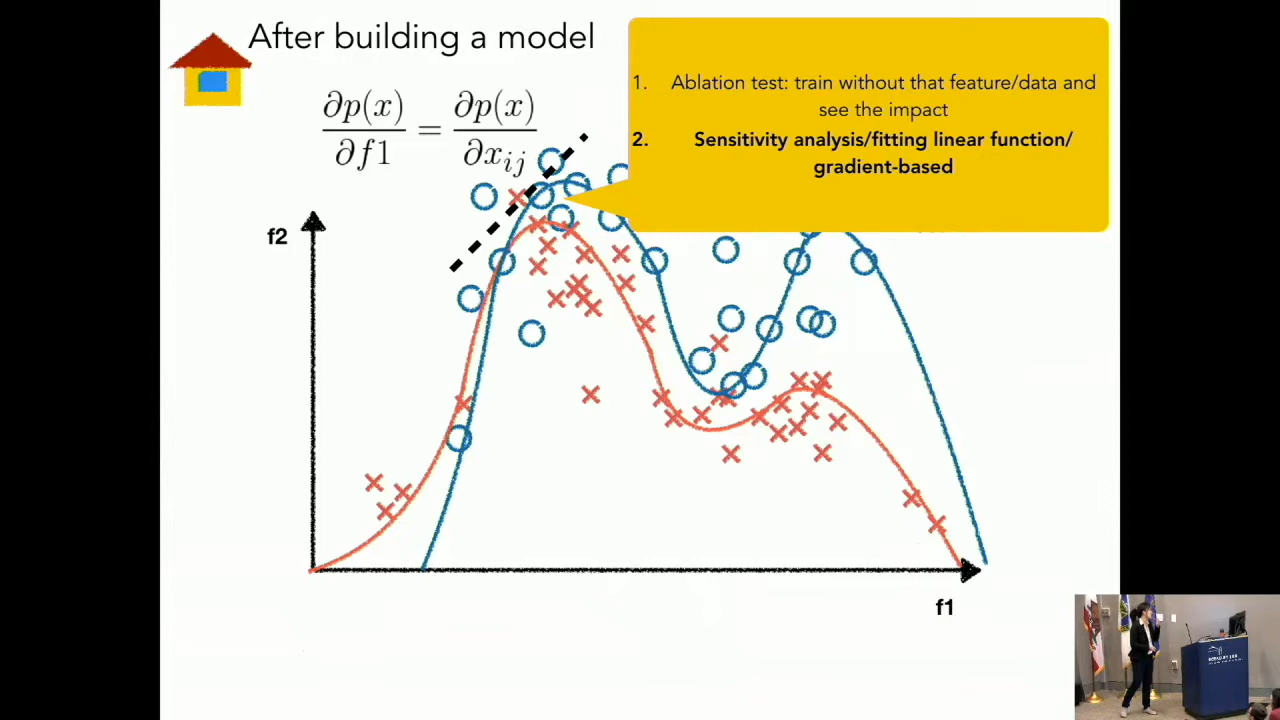 After building a model
∂p(x)/∂f1 = ∂p(x)/∂x_ij
1. Ablation test: train without that feature/data and
see the impact
2. Sensitivity analysis/fitting linear function/
gradient-based
f2
f1